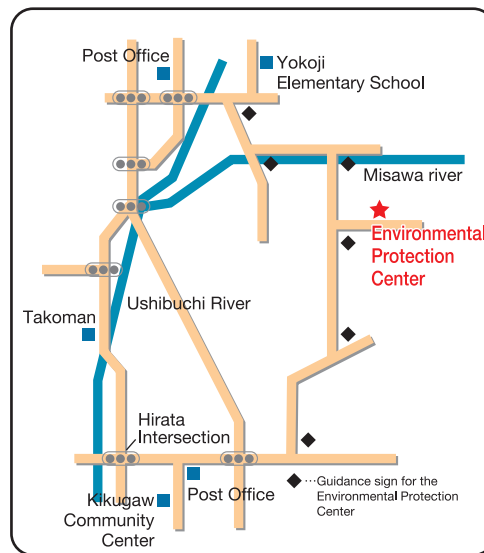 Post Office
Yokoji
Elementary School
Misawa river
Environmental
Protection
Center
Ushibuchi River
Takoman
Hirata
Intersection
Post Office
Kikugaw
Community
Center
…Guidance sign for the
Environmental Protection
Center